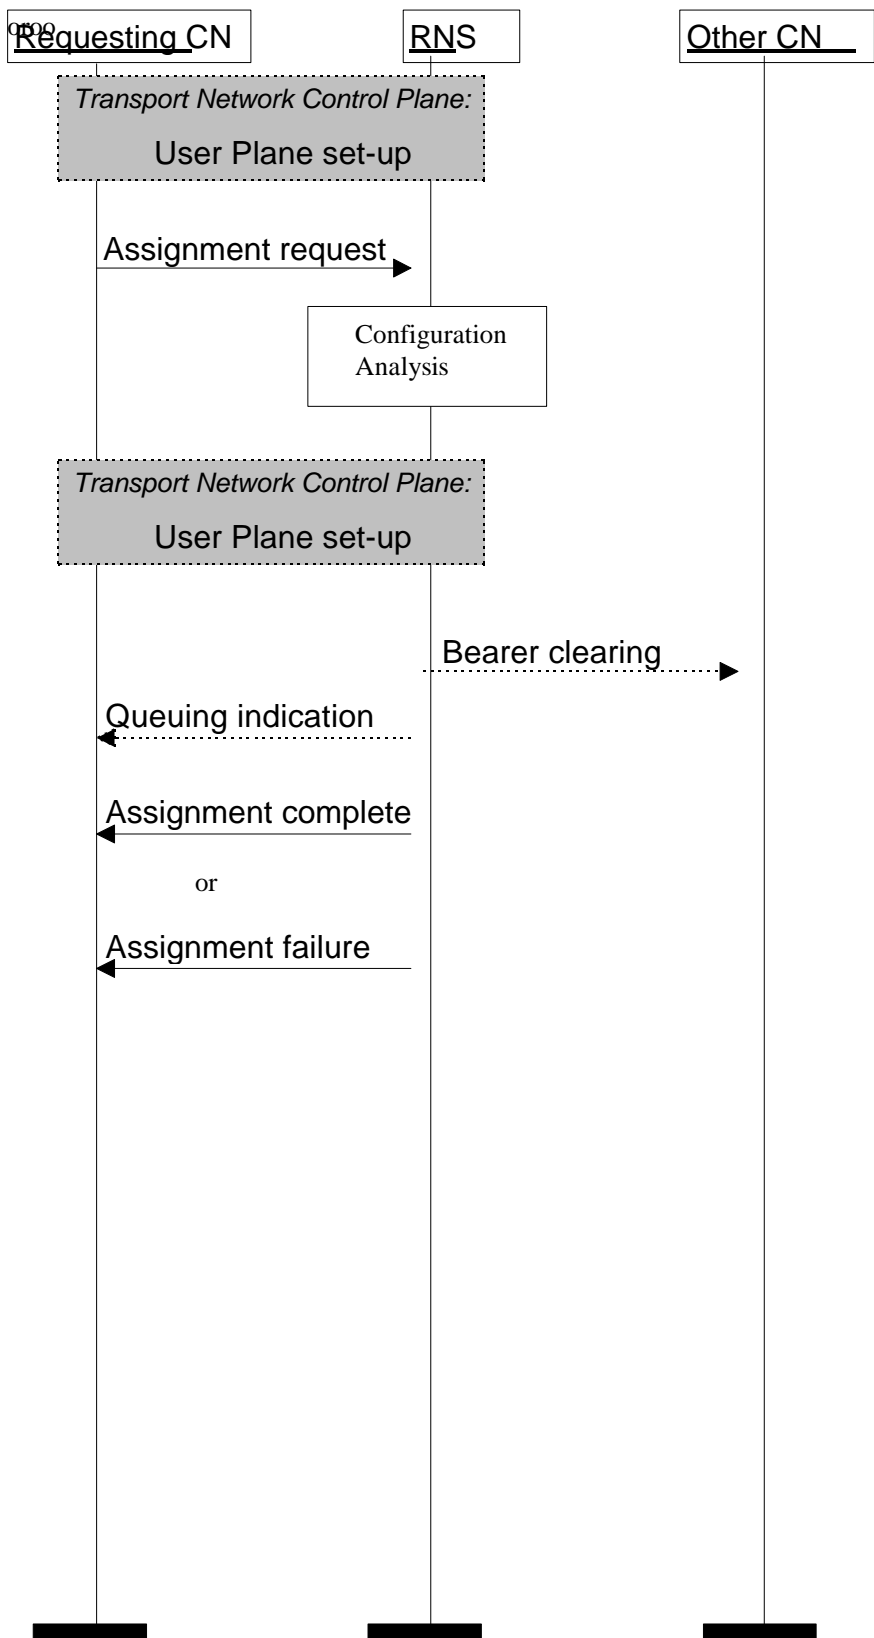 Requesting CN
RNS
Other CN
Transport Network Control Plane:
User Plane set-up
Assignment request
Configuration
Analysis
Transport Network Control Plane:
User Plane set-up
Bearer clearing
Queuing indication
Assignment complete
or
Assignment failure